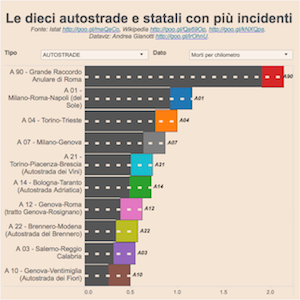 Le dieci autostrade e statali con più incidenti
Fonte: Istat Wikipedia
Dataviz: Andrea Gianotti
Tipo
AUTOSTRADE
Dato
Morti per chilometro
A 90 - Grande Raccordo
Anulare di Roma
A90
A 01 -
Milano-Roma-Napoli (del
Sole)
A01
A 04 - Torino-Trieste
A04
A 07 - Milano-Genova
A07
A 21 -
Torino-Piacenza-Brescia
(Autostrada dei Vini)
A21
A 14 - Bologna-Taranto
(Autostrada Adriatica)
A14
A 12 - Genova-Roma
(tratto Genova-Rosignano)
A12
A 22 - Brennero-Modena
(Autostrada del Brennero)
A22
A 03 - Salerno-Reggio
Calabria
A03
A 10 - Genova-Ventimiglia
(Autostrada dei Fiori)
A10
0.0 0.5 1.0 1.5 2.0